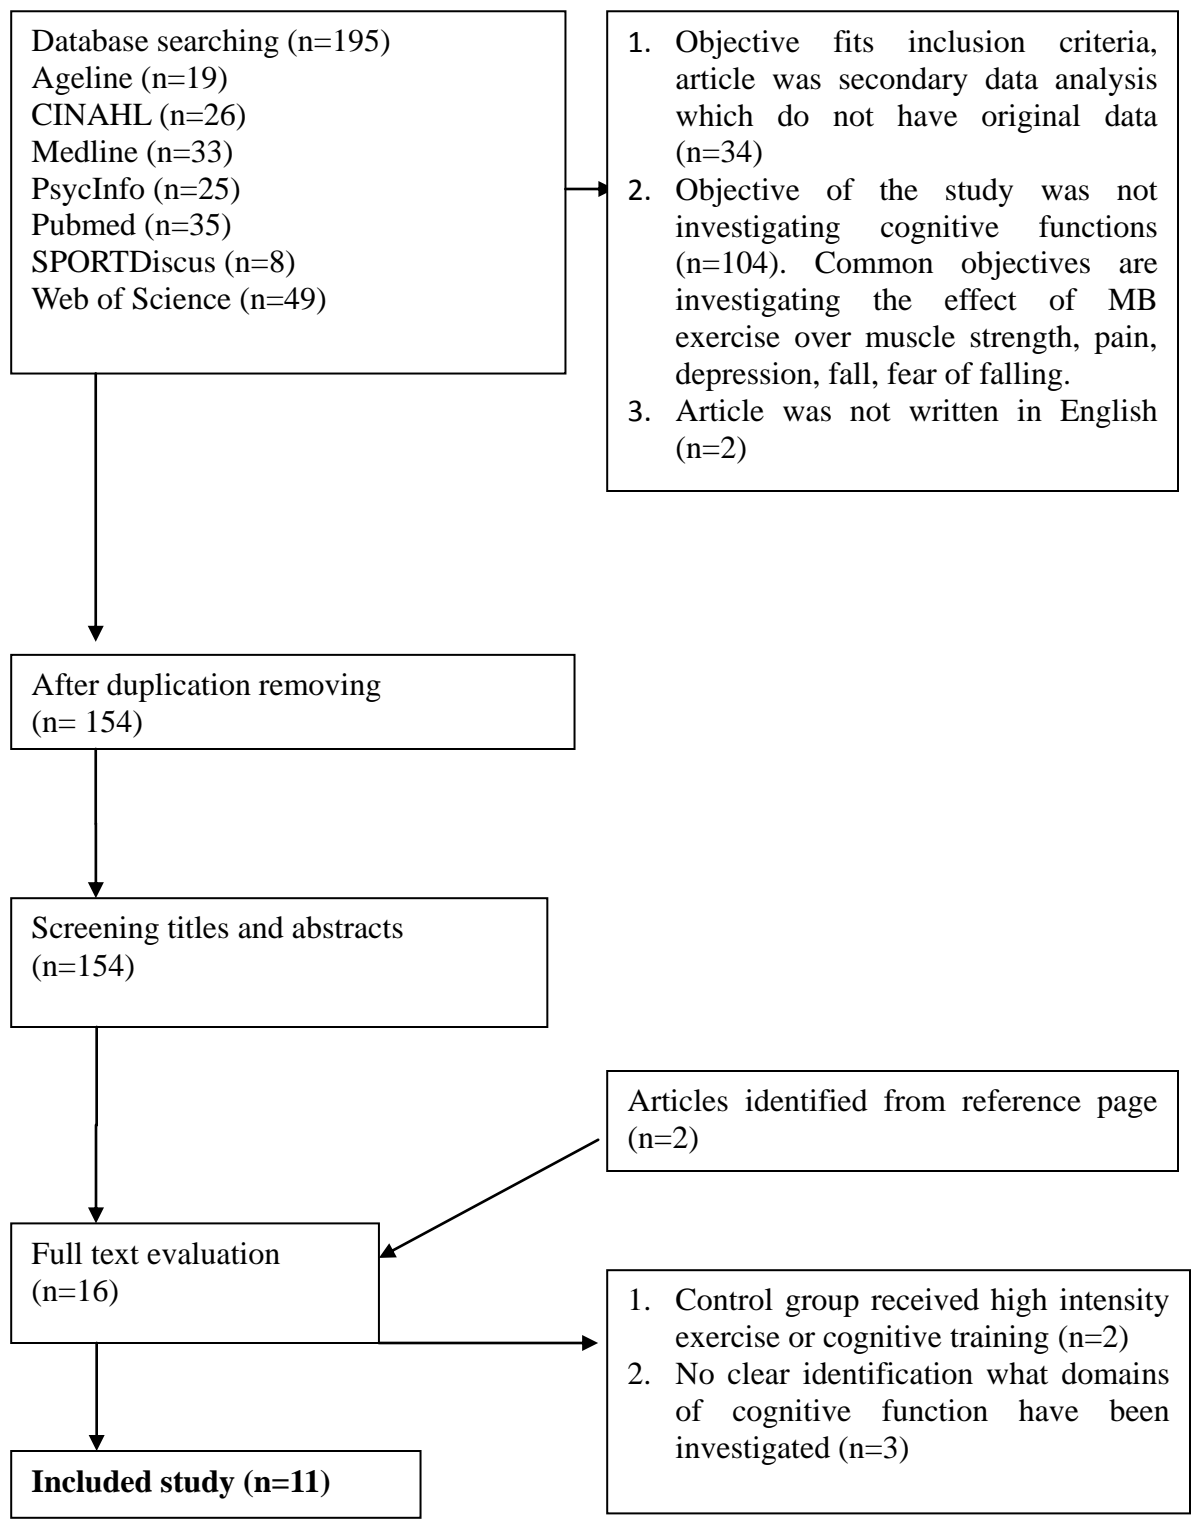 Database searching (n=195)
Ageline (n=19)
CINAHL (n=26)
Medline (n=33)
PsycInfo (n=25)
Pubmed (n=35)
SPORTDiscus (n=8)
Web of Science (n=49)
1. Objective fits inclusion criteria,
article was secondary data analysis
which do not have original data
(n=34)
2. Objective of the study was not
investigating cognitive functions
(n=104). Common objectives are
investigating the effect of MB
exercise over muscle strength, pain,
depression, fall, fear of falling.
3. Article was not written in English
(n=2)
After duplication removing
(n= 154)
Screening titles and abstracts
(n=154)
Articles identified from reference page
(n=2)
Full text evaluation
(n=16)
1. Control group received high intensity
exercise or cognitive training (n=2)
2. No clear identification what domains
of cognitive function have been
investigated (n=3)
Included study (n=11)